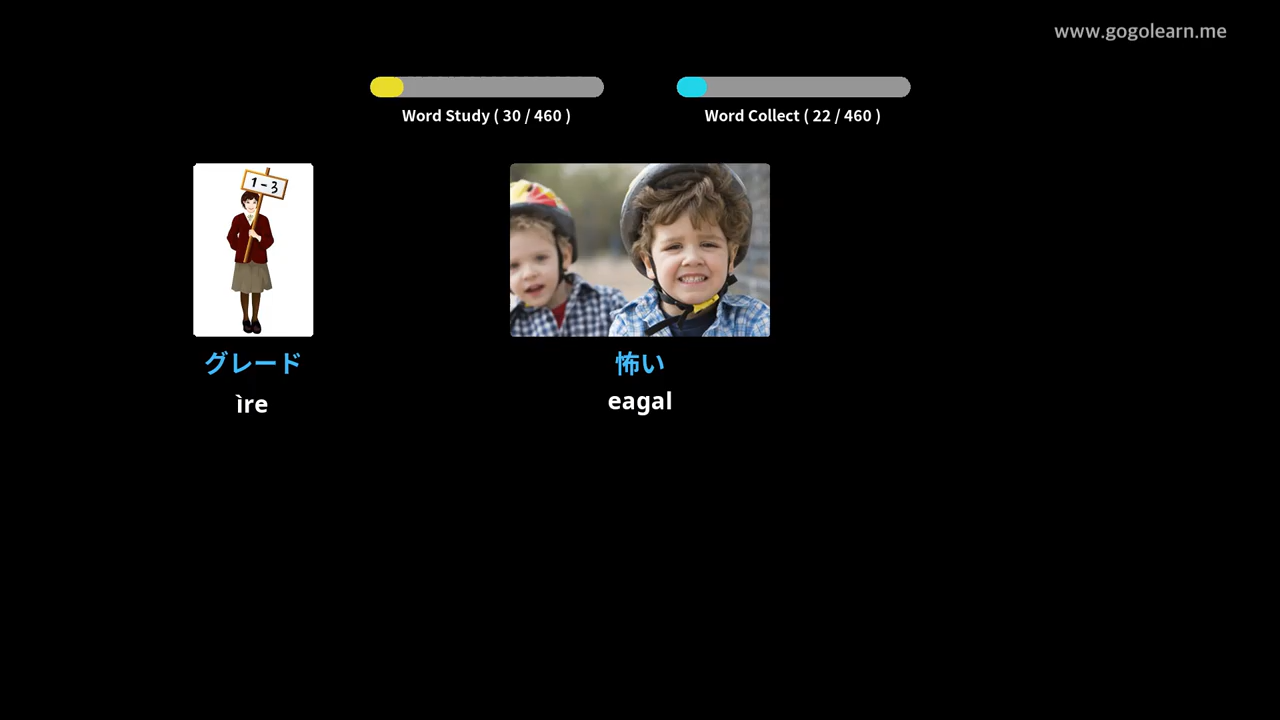 www.gogolearn.me
Word Study ( 30 / 460 )
Word Collect ( 22 / 460 )
1-3
グレード
ìre
怖い
eagal